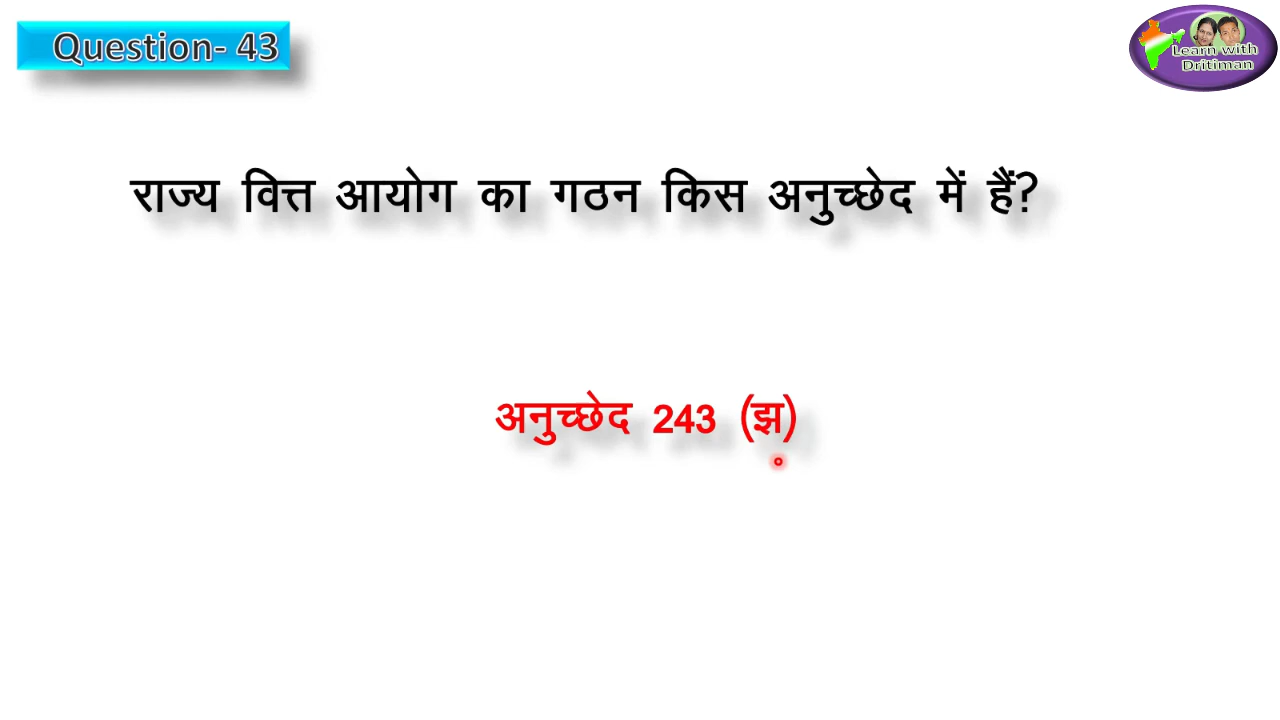 Question- 43
Learn with
Dritiman
राज्य वित्त आयोग का गठन किस अनुच्छेद में हैं?
अनुच्छेद 243 (झ)